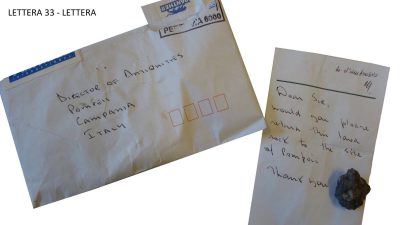 LETTERA 33 - LETTERA
DIRECTOR OF ANTIQUITIES
POMPEII
CAMPANIA
ITALY
Dear Sir,
would you please
return this lava
rock to the site
of Pompeii
Thank you